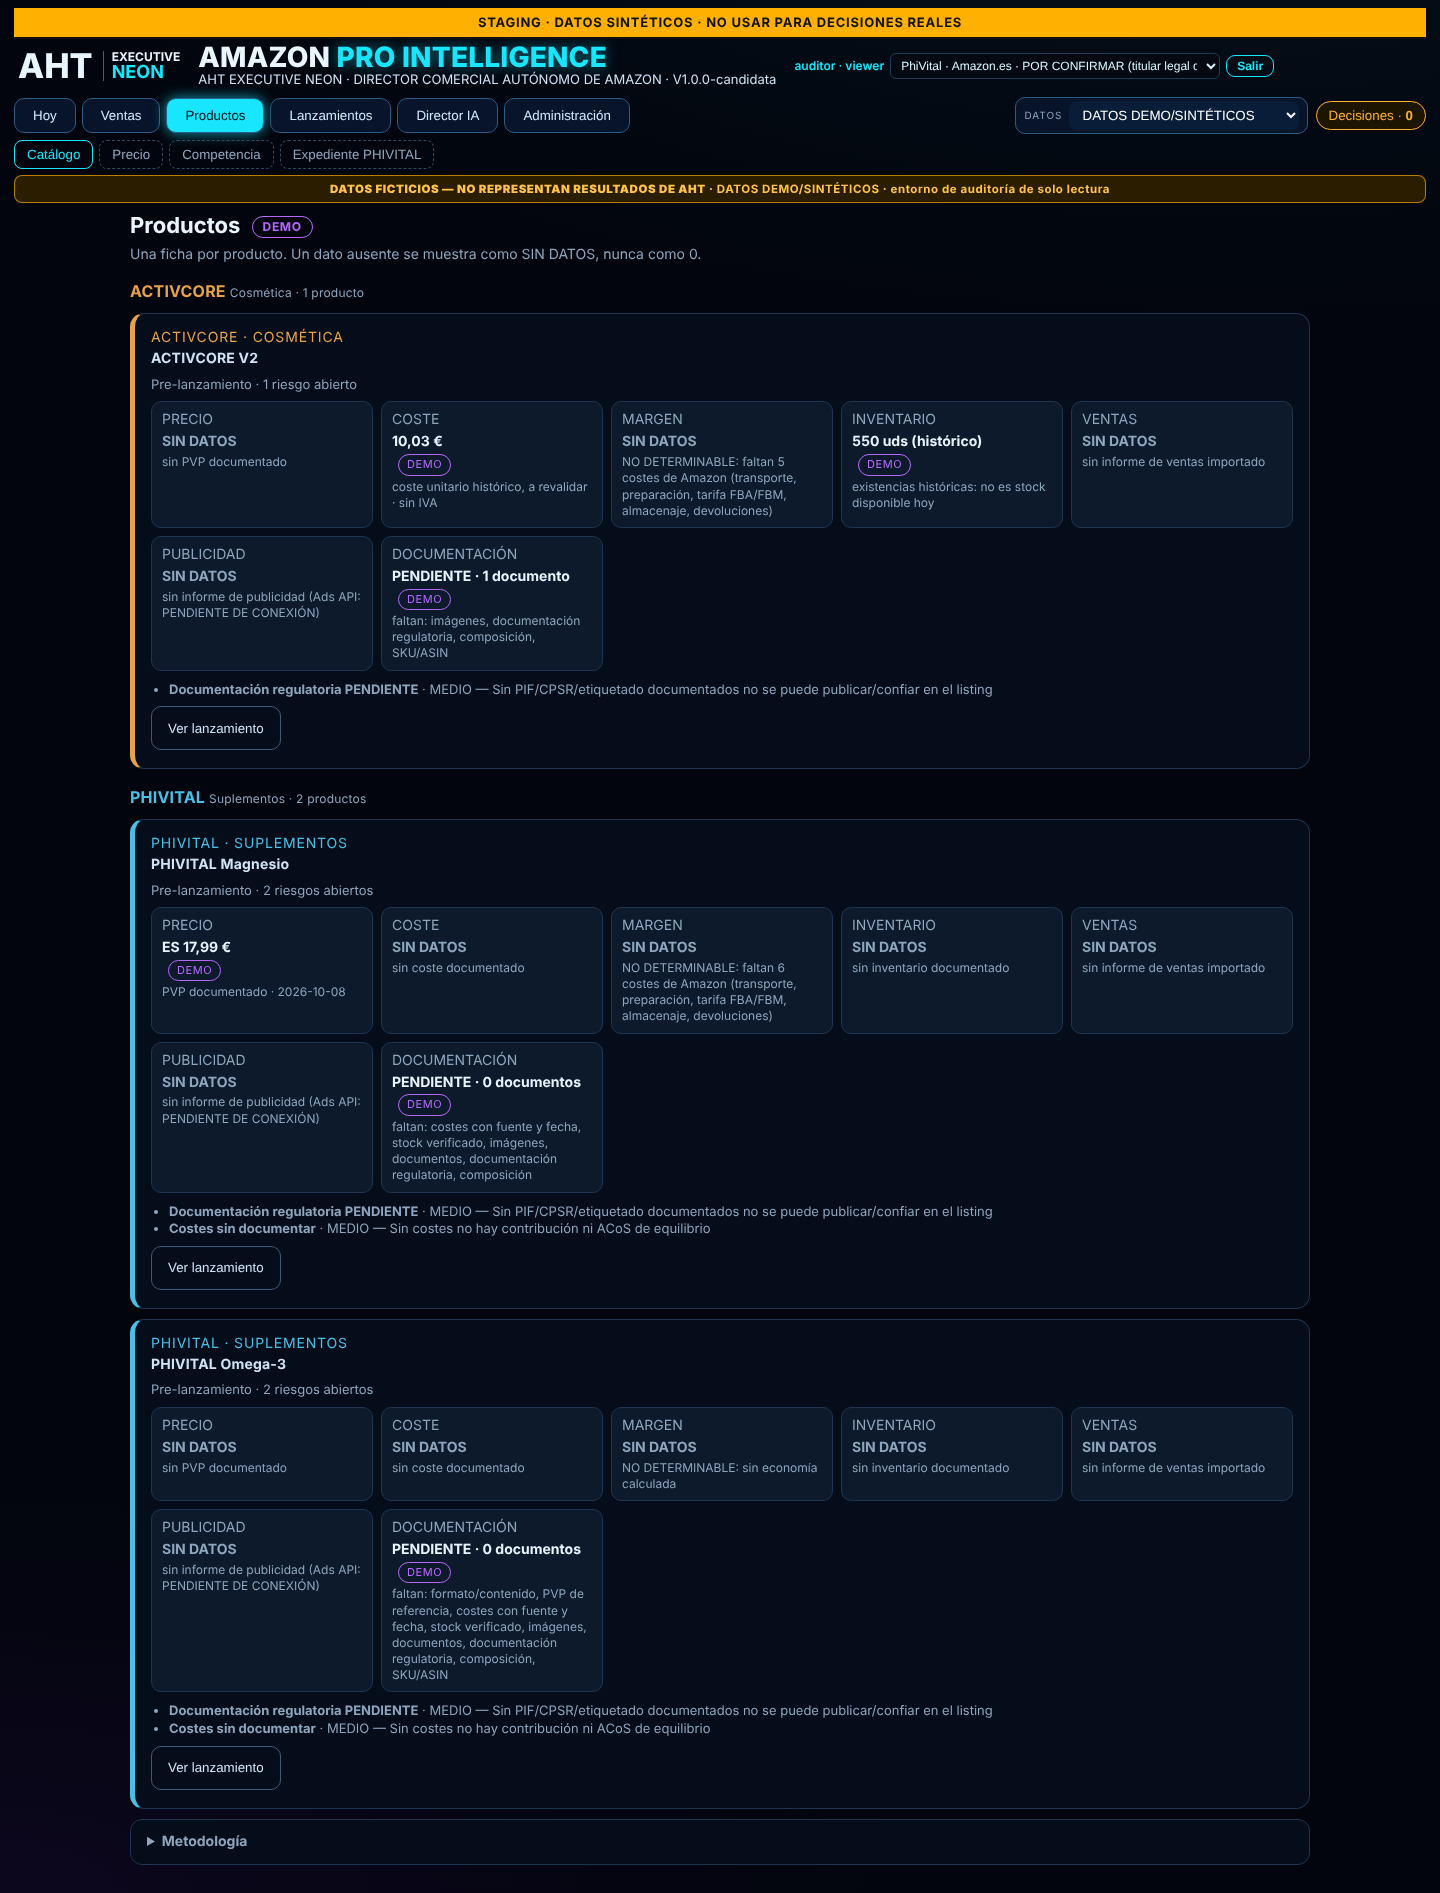 STAGING · DATOS SINTÉTICOS · NO USAR PARA DECISIONES REALES
AHT EXECUTIVE NEON
AMAZON PRO INTELLIGENCE
AHT EXECUTIVE NEON · DIRECTOR COMERCIAL AUTÓNOMO DE AMAZON · V1.0.0-candidata
auditor · viewer PhiVital · Amazon.es · POR CONFIRMAR (titular legal c Salir
Hoy Ventas Productos Lanzamientos Director IA Administración DATOS DATOS DEMO/SINTÉTICOS Decisiones · 0
Catálogo Precio Competencia Expediente PHIVITAL
DATOS FICTICIOS — NO REPRESENTAN RESULTADOS DE AHT · DATOS DEMO/SINTÉTICOS · entorno de auditoría de solo lectura
Productos DEMO
Una ficha por producto. Un dato ausente se muestra como SIN DATOS, nunca como 0.
ACTIVCORE Cosmética · 1 producto
ACTIVCORE · COSMÉTICA
ACTIVCORE V2
Pre-lanzamiento · 1 riesgo abierto
PRECIO
SIN DATOS
sin PVP documentado
COSTE
10,03 €
DEMO
coste unitario histórico, a revalidar
· sin IVA
MARGEN
SIN DATOS
NO DETERMINABLE: faltan 5
costes de Amazon (transporte,
preparación, tarifa FBA/FBM,
almacenaje, devoluciones)
INVENTARIO
550 uds (histórico)
DEMO
existencias históricas: no es stock
disponible hoy
VENTAS
SIN DATOS
sin informe de ventas importado
PUBLICIDAD
SIN DATOS
sin informe de publicidad (Ads API:
PENDIENTE DE CONEXIÓN)
DOCUMENTACIÓN
PENDIENTE · 1 documento
DEMO
faltan: imágenes, documentación
regulatoria, composición,
SKU/ASIN
• Documentación regulatoria PENDIENTE · MEDIO — Sin PIF/CPSR/etiquetado documentados no se puede publicar/confiar en el listing
Ver lanzamiento
PHIVITAL Suplementos · 2 productos
PHIVITAL · SUPLEMENTOS
PHIVITAL Magnesio
Pre-lanzamiento · 2 riesgos abiertos
PRECIO
ES 17,99 €
DEMO
PVP documentado · 2026-10-08
COSTE
SIN DATOS
sin coste documentado
MARGEN
SIN DATOS
NO DETERMINABLE: faltan 6
costes de Amazon (transporte,
preparación, tarifa FBA/FBM,
almacenaje, devoluciones)
INVENTARIO
SIN DATOS
sin inventario documentado
VENTAS
SIN DATOS
sin informe de ventas importado
PUBLICIDAD
SIN DATOS
sin informe de publicidad (Ads API:
PENDIENTE DE CONEXIÓN)
DOCUMENTACIÓN
PENDIENTE · 0 documentos
DEMO
faltan: costes con fuente y fecha,
stock verificado, imágenes,
documentos, documentación
regulatoria, composición
• Documentación regulatoria PENDIENTE · MEDIO — Sin PIF/CPSR/etiquetado documentados no se puede publicar/confiar en el listing
• Costes sin documentar · MEDIO — Sin costes no hay contribución ni ACoS de equilibrio
Ver lanzamiento
PHIVITAL · SUPLEMENTOS
PHIVITAL Omega-3
Pre-lanzamiento · 2 riesgos abiertos
PRECIO
SIN DATOS
sin PVP documentado
COSTE
SIN DATOS
sin coste documentado
MARGEN
SIN DATOS
NO DETERMINABLE: sin economía
calculada
INVENTARIO
SIN DATOS
sin inventario documentado
VENTAS
SIN DATOS
sin informe de ventas importado
PUBLICIDAD
SIN DATOS
sin informe de publicidad (Ads API:
PENDIENTE DE CONEXIÓN)
DOCUMENTACIÓN
PENDIENTE · 0 documentos
DEMO
faltan: formato/contenido, PVP de
referencia, costes con fuente y
fecha, stock verificado, imágenes,
documentos, documentación
regulatoria, composición,
SKU/ASIN
• Documentación regulatoria PENDIENTE · MEDIO — Sin PIF/CPSR/etiquetado documentados no se puede publicar/confiar en el listing
• Costes sin documentar · MEDIO — Sin costes no hay contribución ni ACoS de equilibrio
Ver lanzamiento
▶ Metodología